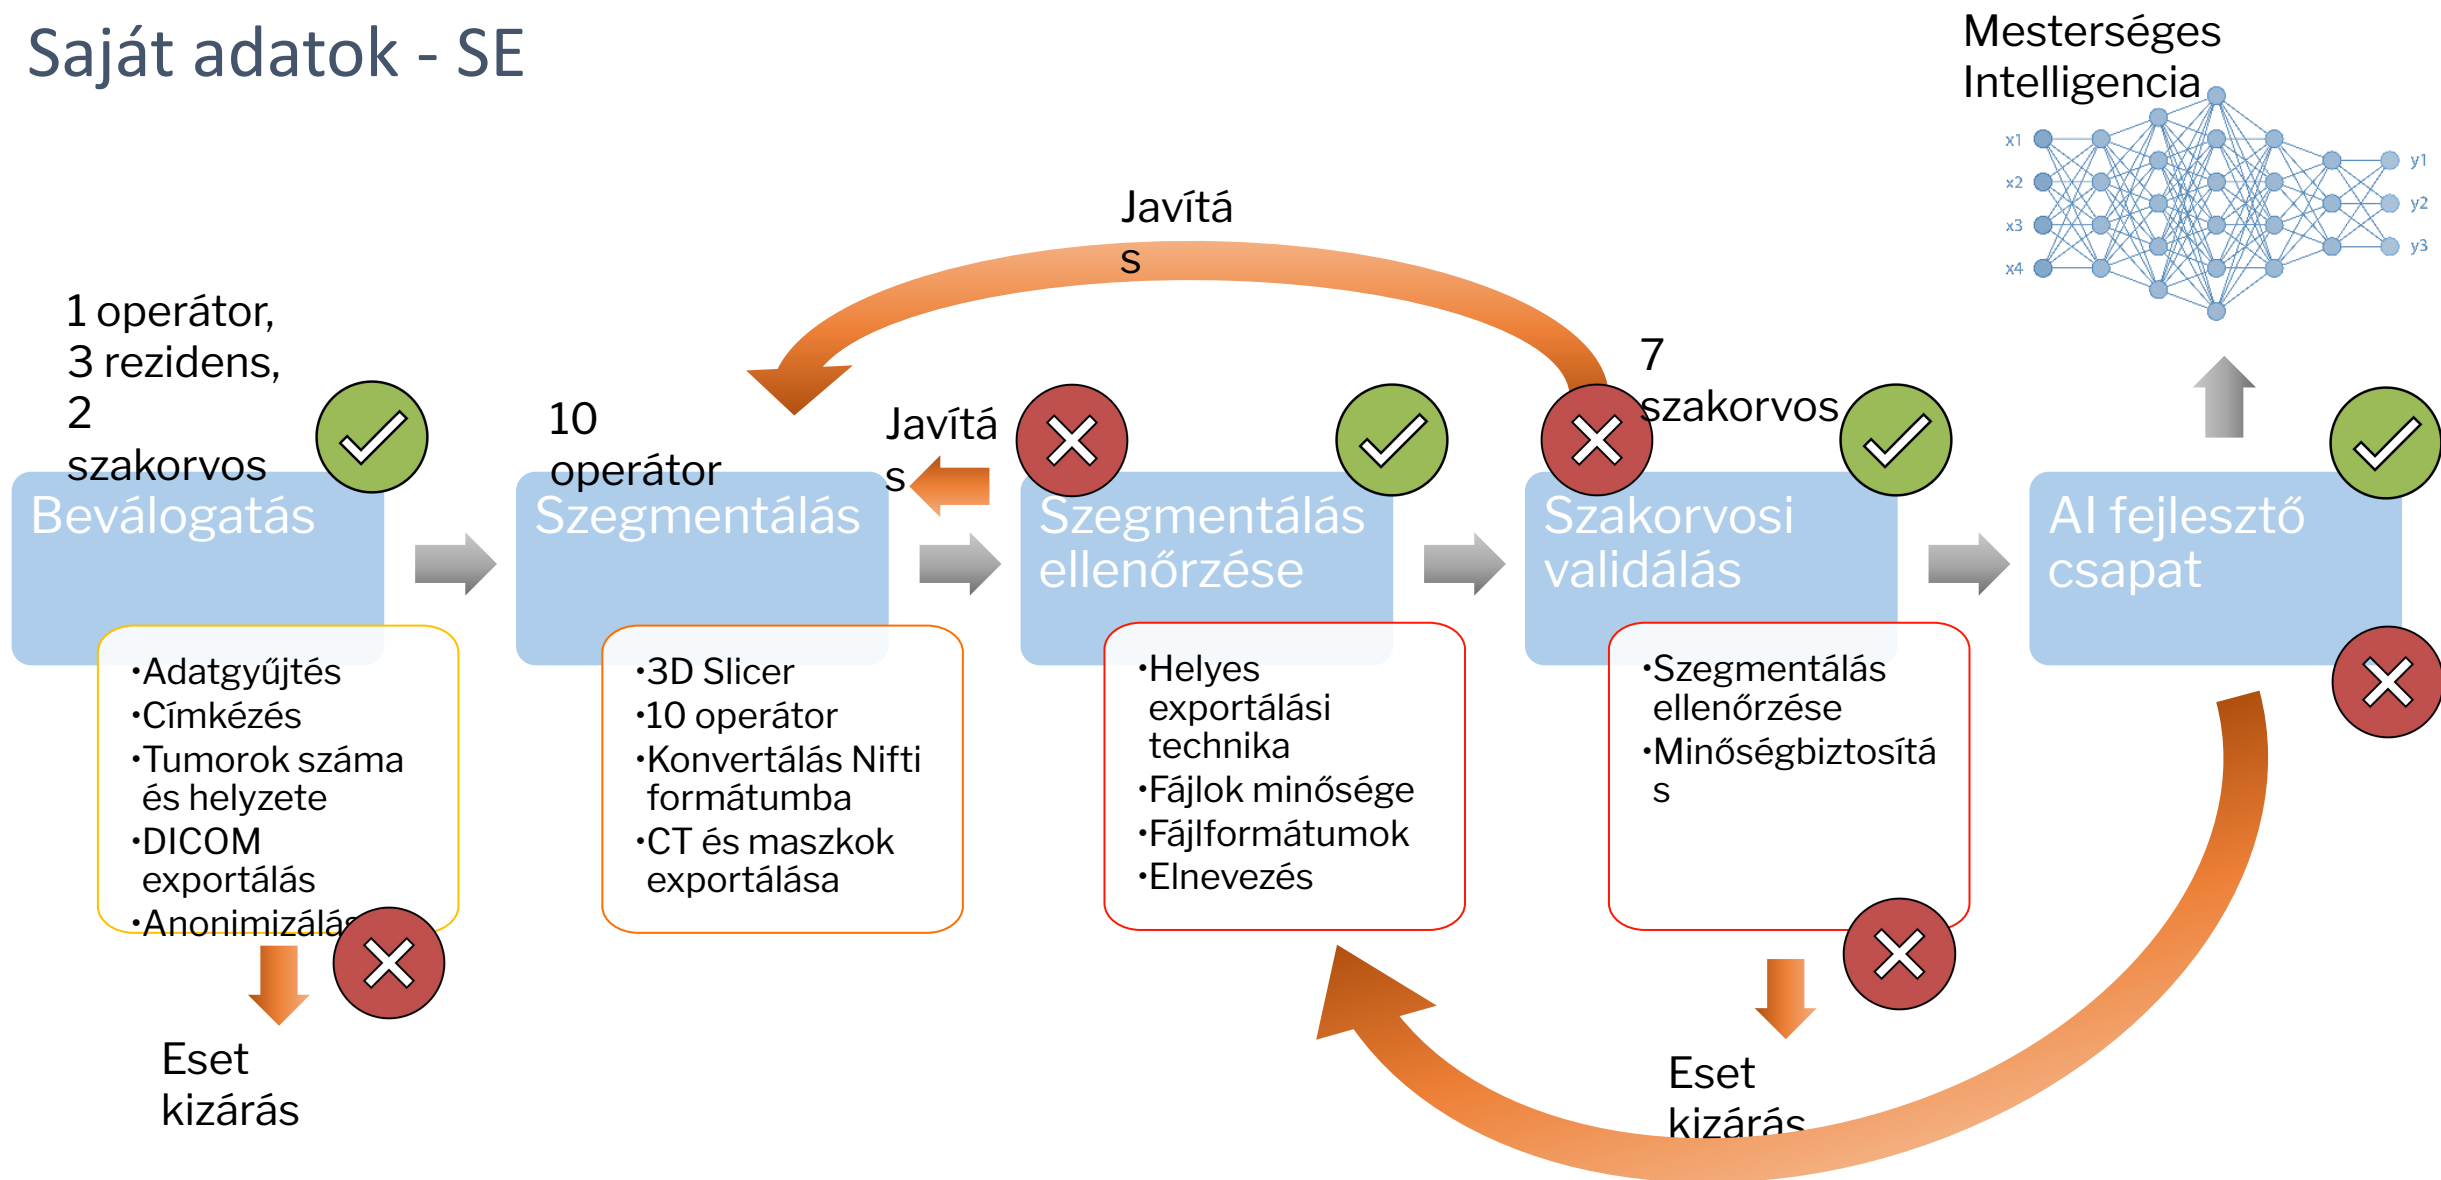 Saját adatok - SE
Mesterséges
Intelligencia
x1
x2
x3
x4
y1
y2
y3
Javítá
s
1 operátor,
3 rezidens,
2
szakorvos
10
operátor
Javítá
s
7
szakorvos
Beválogatás
Szegmentálás
Szegmentálás
ellenőrzése
Szakorvosi
validálás
AI fejlesztő
csapat
•Adatgyűjtés
•Címkézés
•Tumorok száma
és helyzete
•DICOM
exportálás
•Anonimizálás
•3D Slicer
•10 operátor
•Konvertálás Nifti
formátumba
•CT és maszkok
exportálása
•Helyes
exportálási
technika
•Fájlok minősége
•Fájlformátumok
•Elnevezés
•Szegmentálás
ellenőrzése
•Minőségbiztosítá
s
Eset
kizárás
Eset
kizárás